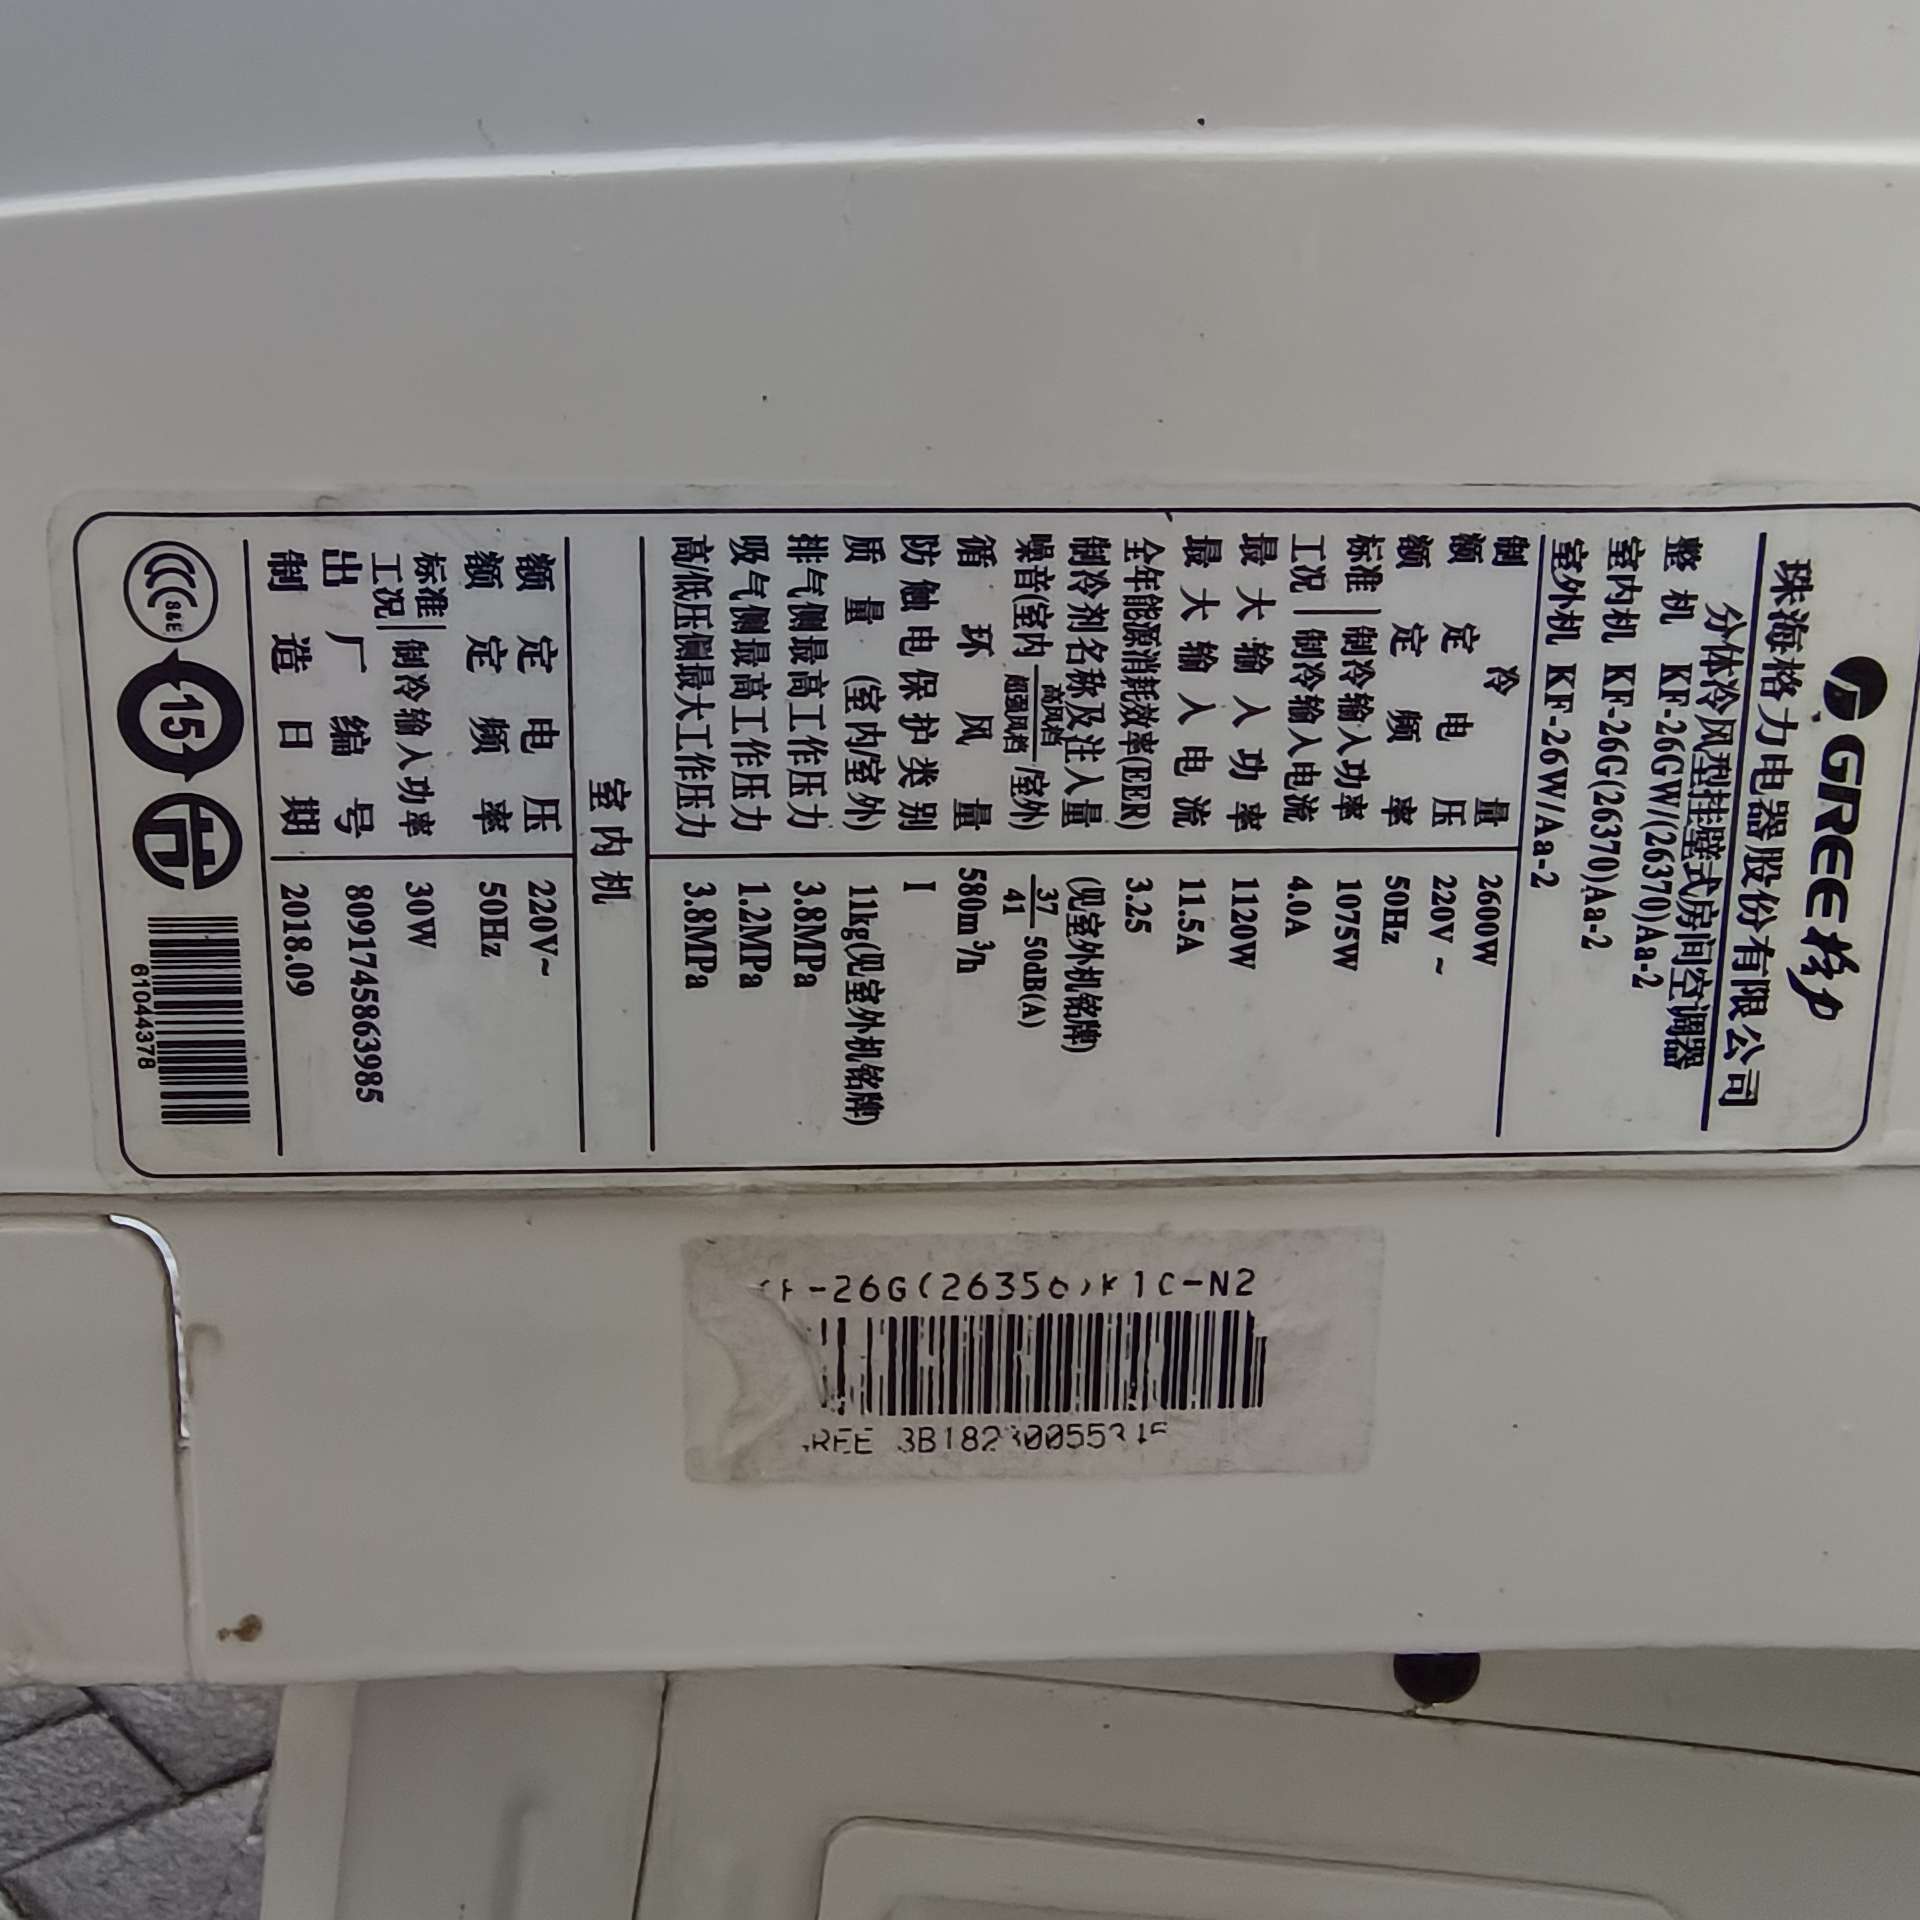 GREE 格力
珠海格力电器股份有限公司
分体冷风型挂壁式房间空调器
整机 KF-26GW/(26370)Aa-2
室内机 KF-26G(26370)Aa-2
室外机 KF-26W/Aa-2
制冷量 2600W
额定电压 220V~
额定频率 50Hz
标准工况 制冷输入功率 1075W
制冷输入电流 4.0A
最大输入功率 1120W
最大输入电流 11.5A
全年能源消耗效率(EER) 3.25
制冷剂名称及注入量 (见室外机铭牌)
噪音(室内 高风档/超强风档 /室外) 37/41 50dB(A)
循环风量 580m³/h
防触电保护类别 I
质量(室内/室外) 11kg(见室外机铭牌)
排气侧最高工作压力 3.8MPa
吸气侧最高工作压力 1.2MPa
高/低压侧最大工作压力 3.8MPa
室内机
额定电压 220V~
额定频率 50Hz
标准工况 制冷输入功率 30W
出厂编号 8091745863985
制造日期 2018.09
S&E
15
61044378
-26G(26356)K1C-N2